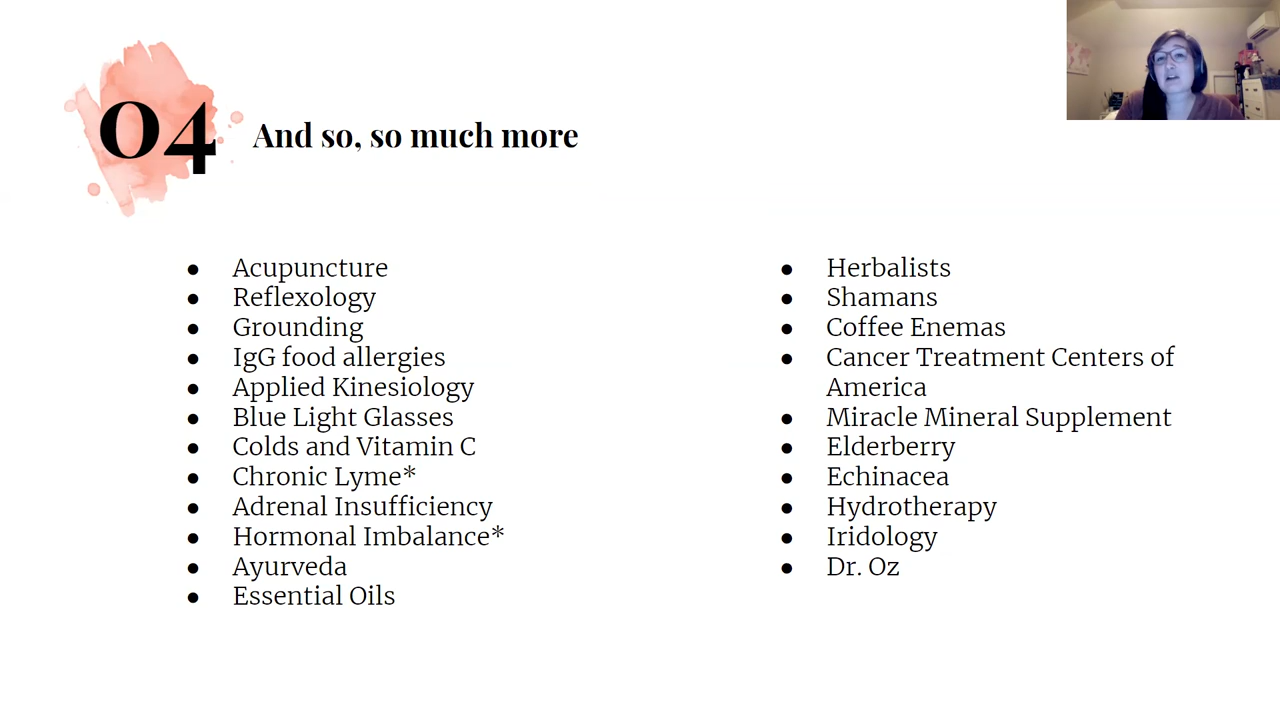 04
And so, so much more
● Acupuncture
● Reflexology
● Grounding
● IgG food allergies
● Applied Kinesiology
● Blue Light Glasses
● Colds and Vitamin C
● Chronic Lyme*
● Adrenal Insufficiency
● Hormonal Imbalance*
● Ayurveda
● Essential Oils
● Herbalists
● Shamans
● Coffee Enemas
● Cancer Treatment Centers of
America
● Miracle Mineral Supplement
● Elderberry
● Echinacea
● Hydrotherapy
● Iridology
● Dr. Oz